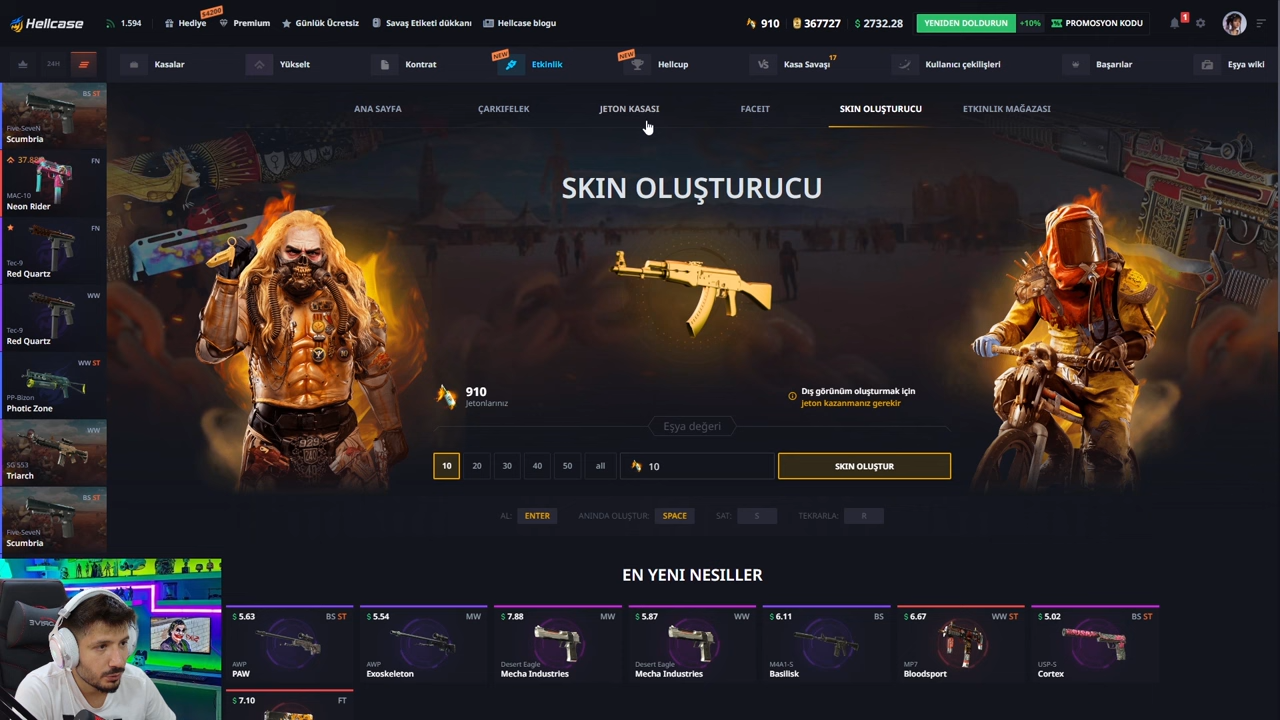 Hellcase
1.594
$4200
Hediye
Premium
Günlük Ücretsiz
Savaş Etiketi dükkanı
Hellcase blogu
910
367727
$ 2732.28
YENİDEN DOLDURUN
+10%
PROMOSYON KODU
1
24H
Kasalar
Yükselt
Kontrat
NEW
Etkinlik
NEW
Hellcup
VS
Kasa Savaşı
17
Kullanıcı çekilişleri
Başarılar
Eşya wiki
ANA SAYFA
ÇARKIFELEK
JETON KASASI
FACEIT
SKIN OLUŞTURUCU
ETKINLIK MAĞAZASI
BS ST
Five-SeveN
Scumbria
FN
MAC-10
Neon Rider
FN
Tec-9
Red Quartz
WW
Tec-9
Red Quartz
WW ST
PP-Bizon
Photic Zone
WW
SG 553
Triarch
BS ST
Five-SeveN
Scumbria
SKIN OLUŞTURUCU
910
Jetonlarınız
Dış görünüm oluşturmak için
jeton kazanmanız gerekir
Eşya değeri
10
20
30
40
50
all
10
SKIN OLUŞTUR
AL:
ENTER
ANINDA OLUŞTUR:
SPACE
SAT:
S
TEKRARLA:
R
EN YENI NESILLER
$ 5.63
BS ST
AWP
PAW
$ 5.54
MW
AWP
Exoskeleton
$ 7.88
MW
Desert Eagle
Mecha Industries
$ 5.87
WW
Desert Eagle
Mecha Industries
$ 6.11
BS
M4A1-S
Basilisk
$ 6.67
WW ST
MP7
Bloodsport
$ 5.02
BS ST
USP-S
Cortex
$ 7.10
FT